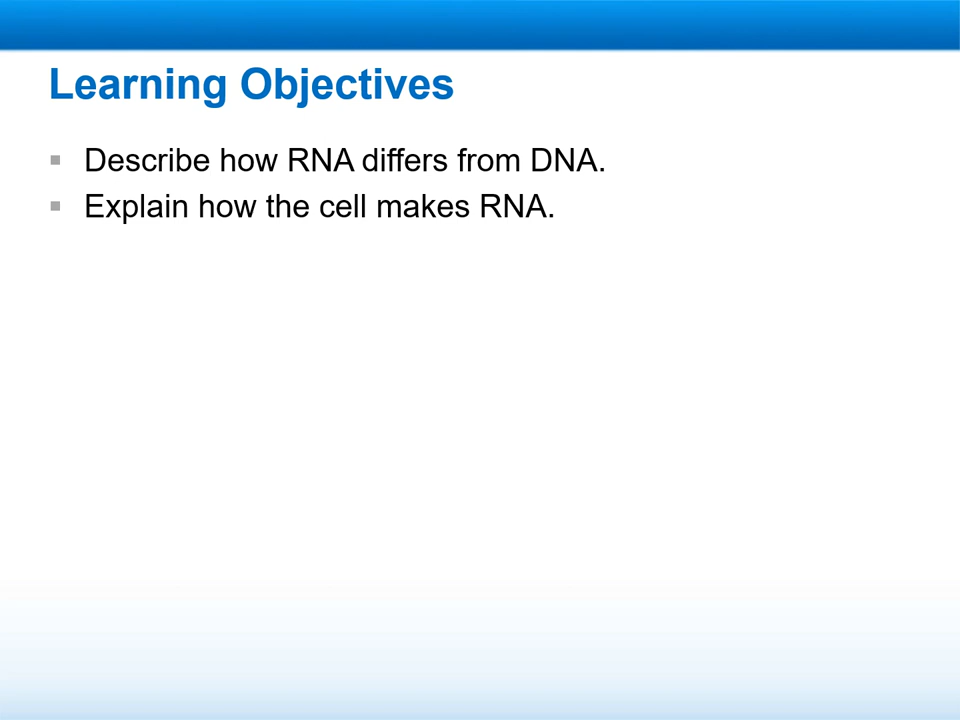 Learning Objectives
Describe how RNA differs from DNA.
Explain how the cell makes RNA.